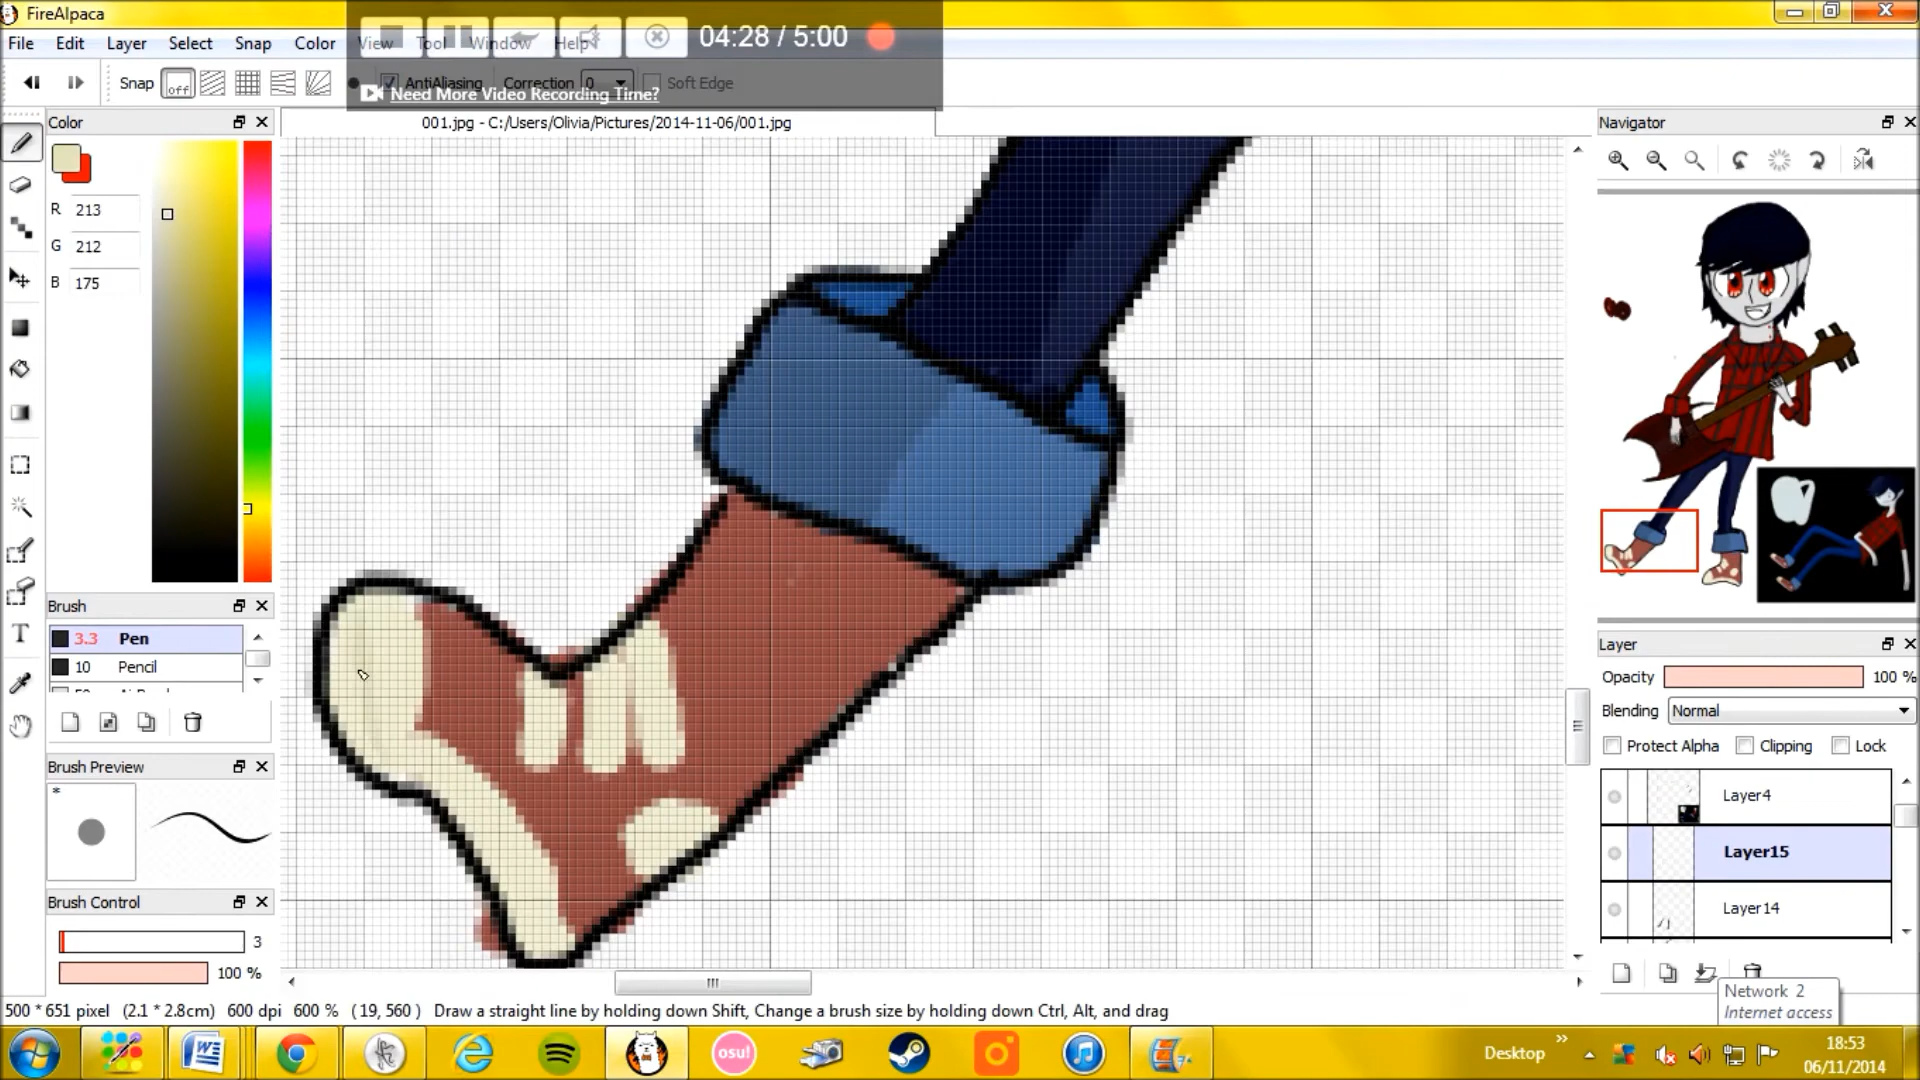 FireAlpaca
04:28 / 5:00
File Edit Layer Select Snap Color View Tool Window Help
Snap off AntiAliasing Correction 0 Soft Edge
Need More Video Recording Time?
Color
001.jpg - C:/Users/Olivia/Pictures/2014-11-06/001.jpg
Navigator
R 213
G 212
B 175
Brush
3.3 Pen
10 Pencil
Layer
Opacity 100 %
Blending Normal
Protect Alpha Clipping Lock
Brush Preview
*
Layer4
Layer15
Layer14
Brush Control
3
100 %
T
Network 2
Internet access
500 * 651 pixel (2.1 * 2.8cm) 600 dpi 600 % ( 19, 560 ) Draw a straight line by holding down Shift, Change a brush size by holding down Ctrl, Alt, and drag
W osu! Desktop »
18:53
06/11/2014